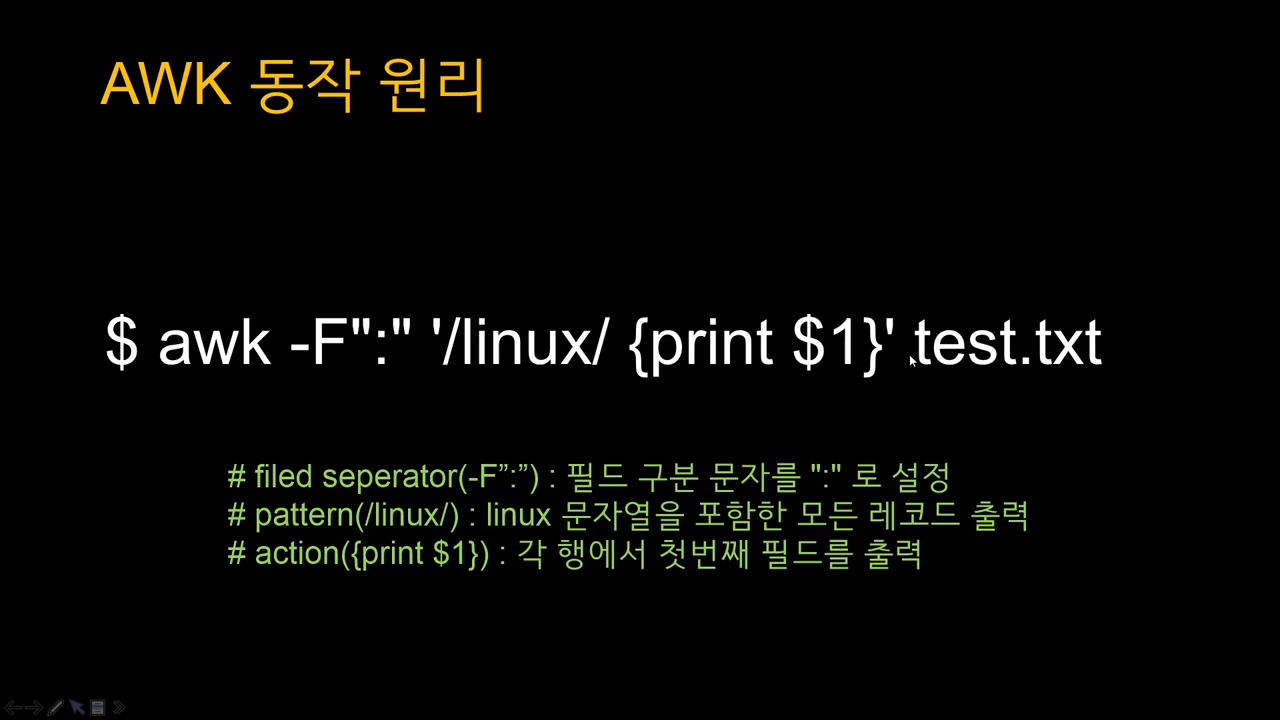 AWK 동작 원리
$ awk -F":" '/linux/ {print $1}' test.txt
# filed seperator(-F”:”) : 필드 구분 문자를 ":" 로 설정
# pattern(/linux/) : linux 문자열을 포함한 모든 레코드 출력
# action({print $1}) : 각 행에서 첫번째 필드를 출력